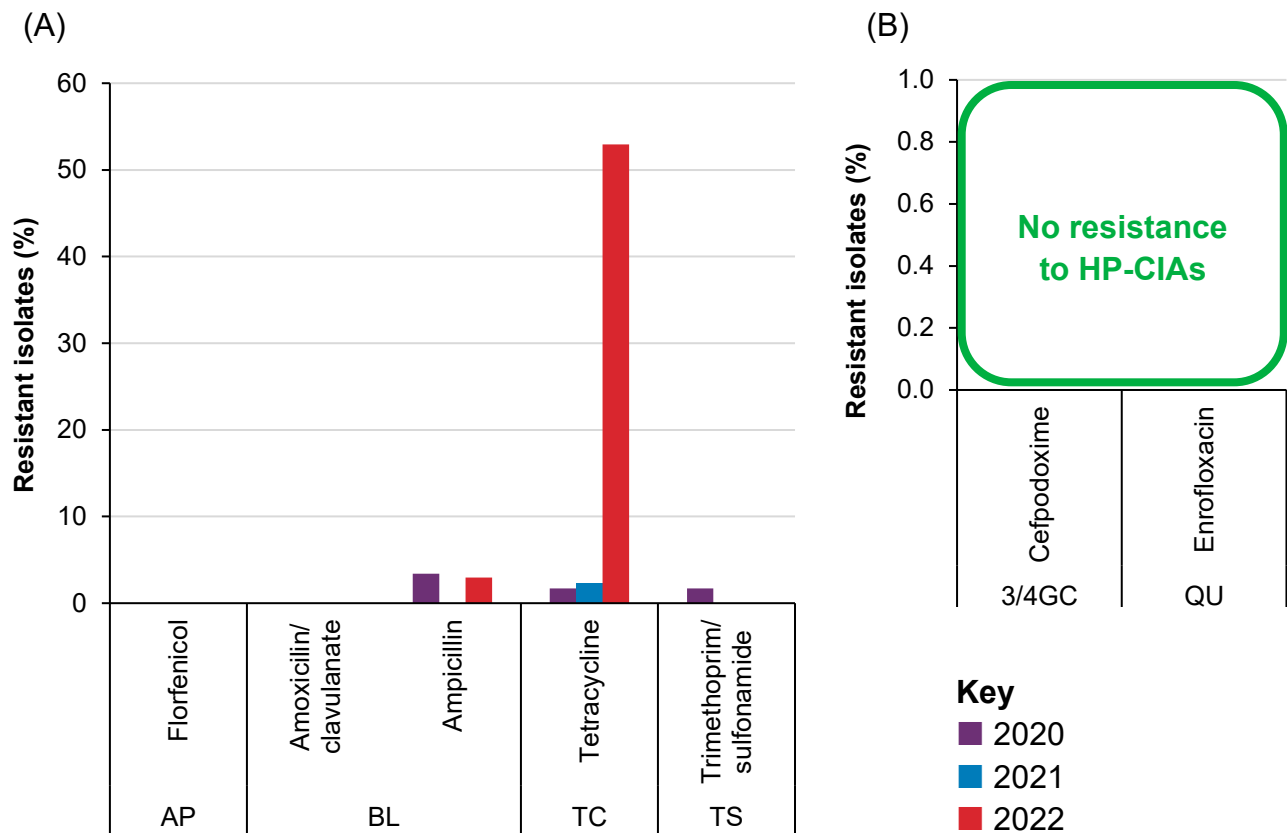 (A)
Resistant isolates (%)
60
50
40
30
20
10
0
Florfenicol
Amoxicilin/
clavulanate
Ampicillin
Tetracycline
Trimethoprim/
sulfonamide
AP
BL
TC
TS
(B)
Resistant isolates (%)
1.0
0.8
0.6
0.4
0.2
0.0
No resistance
to HP-CIAs
Cefpodoxime
Enrofloxacin
3/4GC
QU
Key
2020
2021
2022